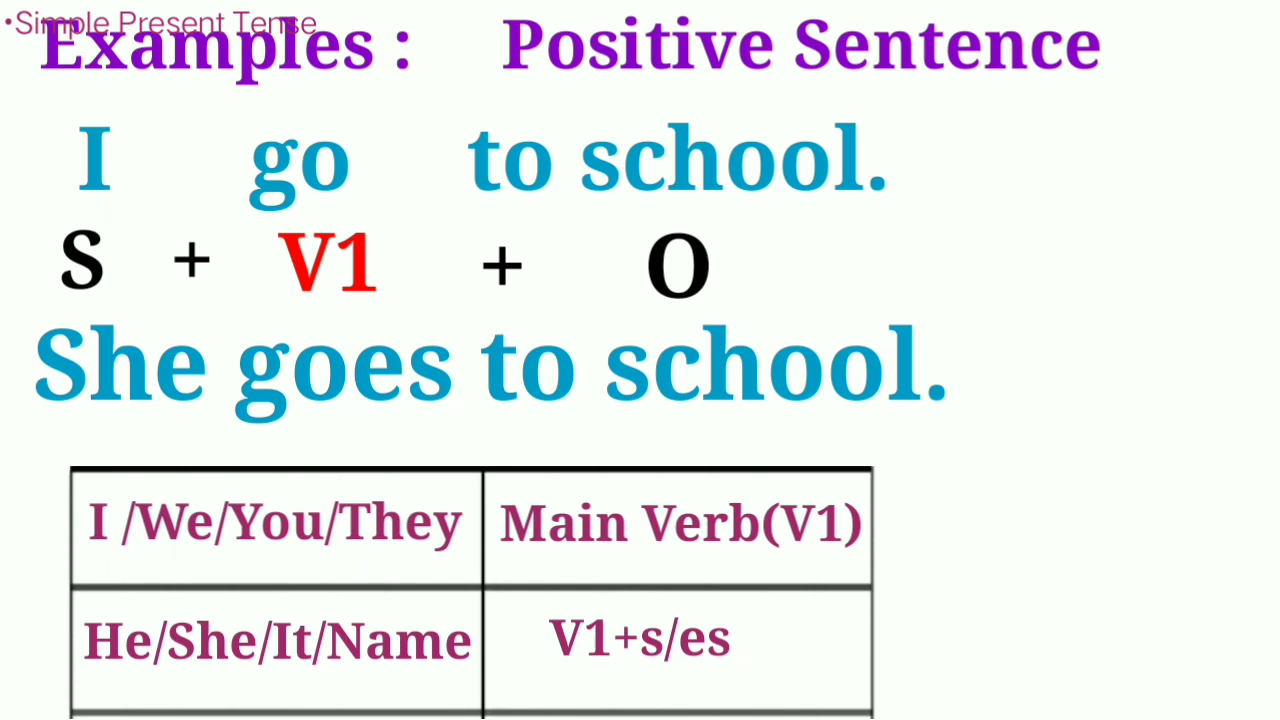 •Simple Present Tense
Examples : Positive Sentence
I go to school.
S + V1 + O
She goes to school.
I /We/You/They Main Verb(V1)
He/She/It/Name V1+s/es